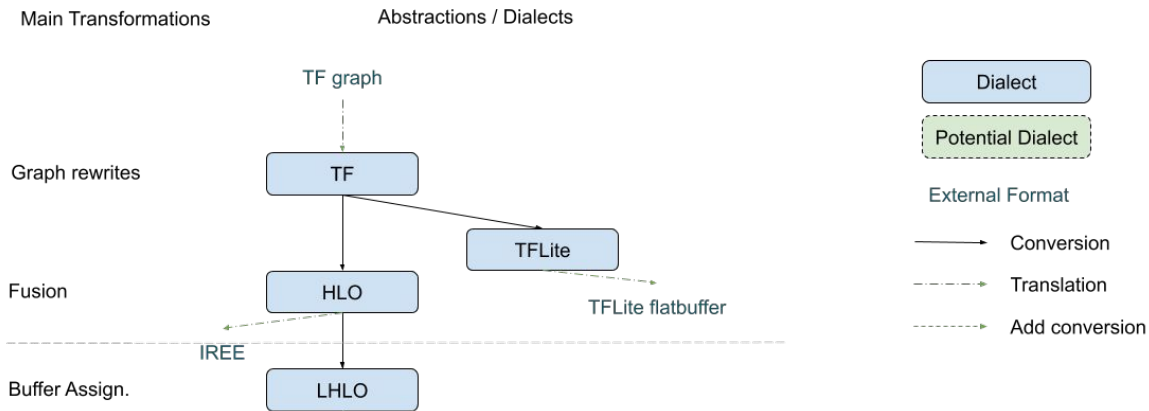 Main Transformations
Abstractions / Dialects
TF graph
Dialect
Potential Dialect
Graph rewrites
TF
External Format
TFLite
Conversion
Fusion
HLO
TFLite flatbuffer
Translation
IREE
Add conversion
Buffer Assign.
LHLO